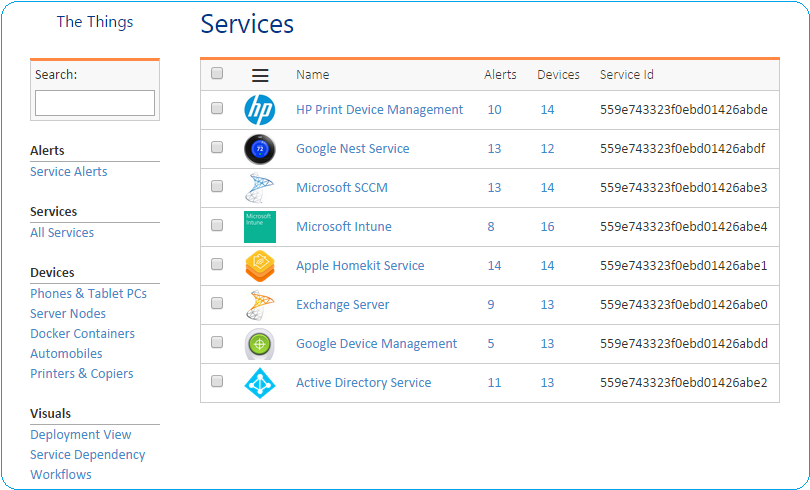 The Things
Search:
Alerts
Service Alerts
Services
All Services
Devices
Phones & Tablet PCs
Server Nodes
Docker Containers
Automobiles
Printers & Copiers
Visuals
Deployment View
Service Dependency
Workflows
Services
Name Alerts Devices Service Id
hp HP Print Device Management 10 14 559e743323f0ebd01426abde
72 Google Nest Service 13 12 559e743323f0ebd01426abdf
Microsoft SCCM 13 14 559e743323f0ebd01426abe3
Microsoft
Intune
Microsoft Intune 8 16 559e743323f0ebd01426abe4
Apple Homekit Service 14 14 559e743323f0ebd01426abe1
Exchange Server 9 13 559e743323f0ebd01426abe0
Google Device Management 5 13 559e743323f0ebd01426abdd
Active Directory Service 11 13 559e743323f0ebd01426abe2